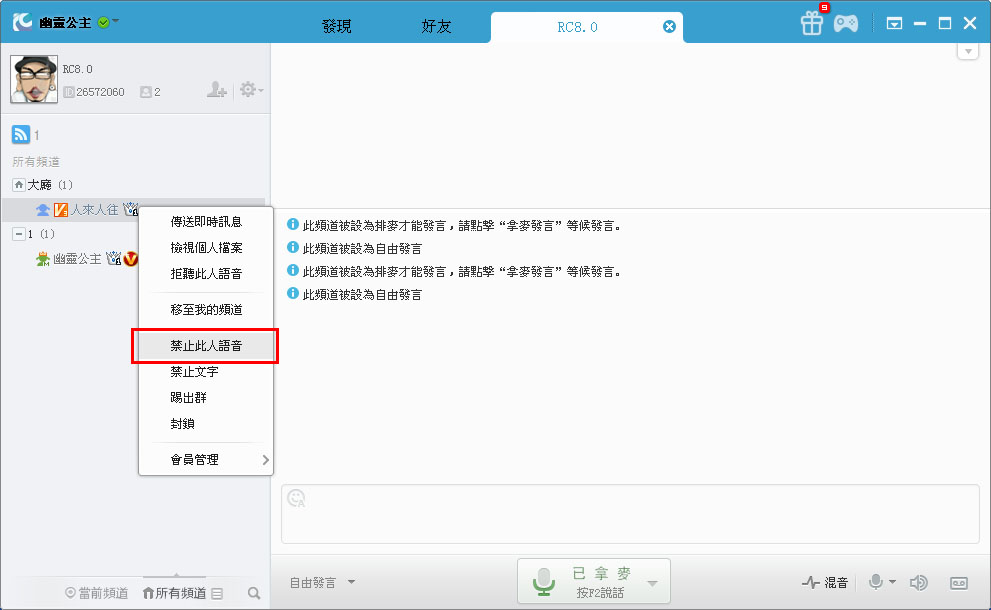 幽靈公主
發現
好友
RC8.0
9
RC8.0
ID 26572060 2
1
所有頻道
大廳 (1)
人來人往
1 (1)
幽靈公主
傳送即時訊息
檢視個人檔案
拒聽此人語音
移至我的頻道
禁止此人語音
禁止文字
踢出群
封鎖
會員管理
此頻道被設為排麥才能發言，請點擊“拿麥發言”等候發言。
此頻道被設為自由發言
此頻道被設為排麥才能發言，請點擊“拿麥發言”等候發言。
此頻道被設為自由發言
當前頻道
所有頻道
自由發言
已拿麥
按F2說話
混音